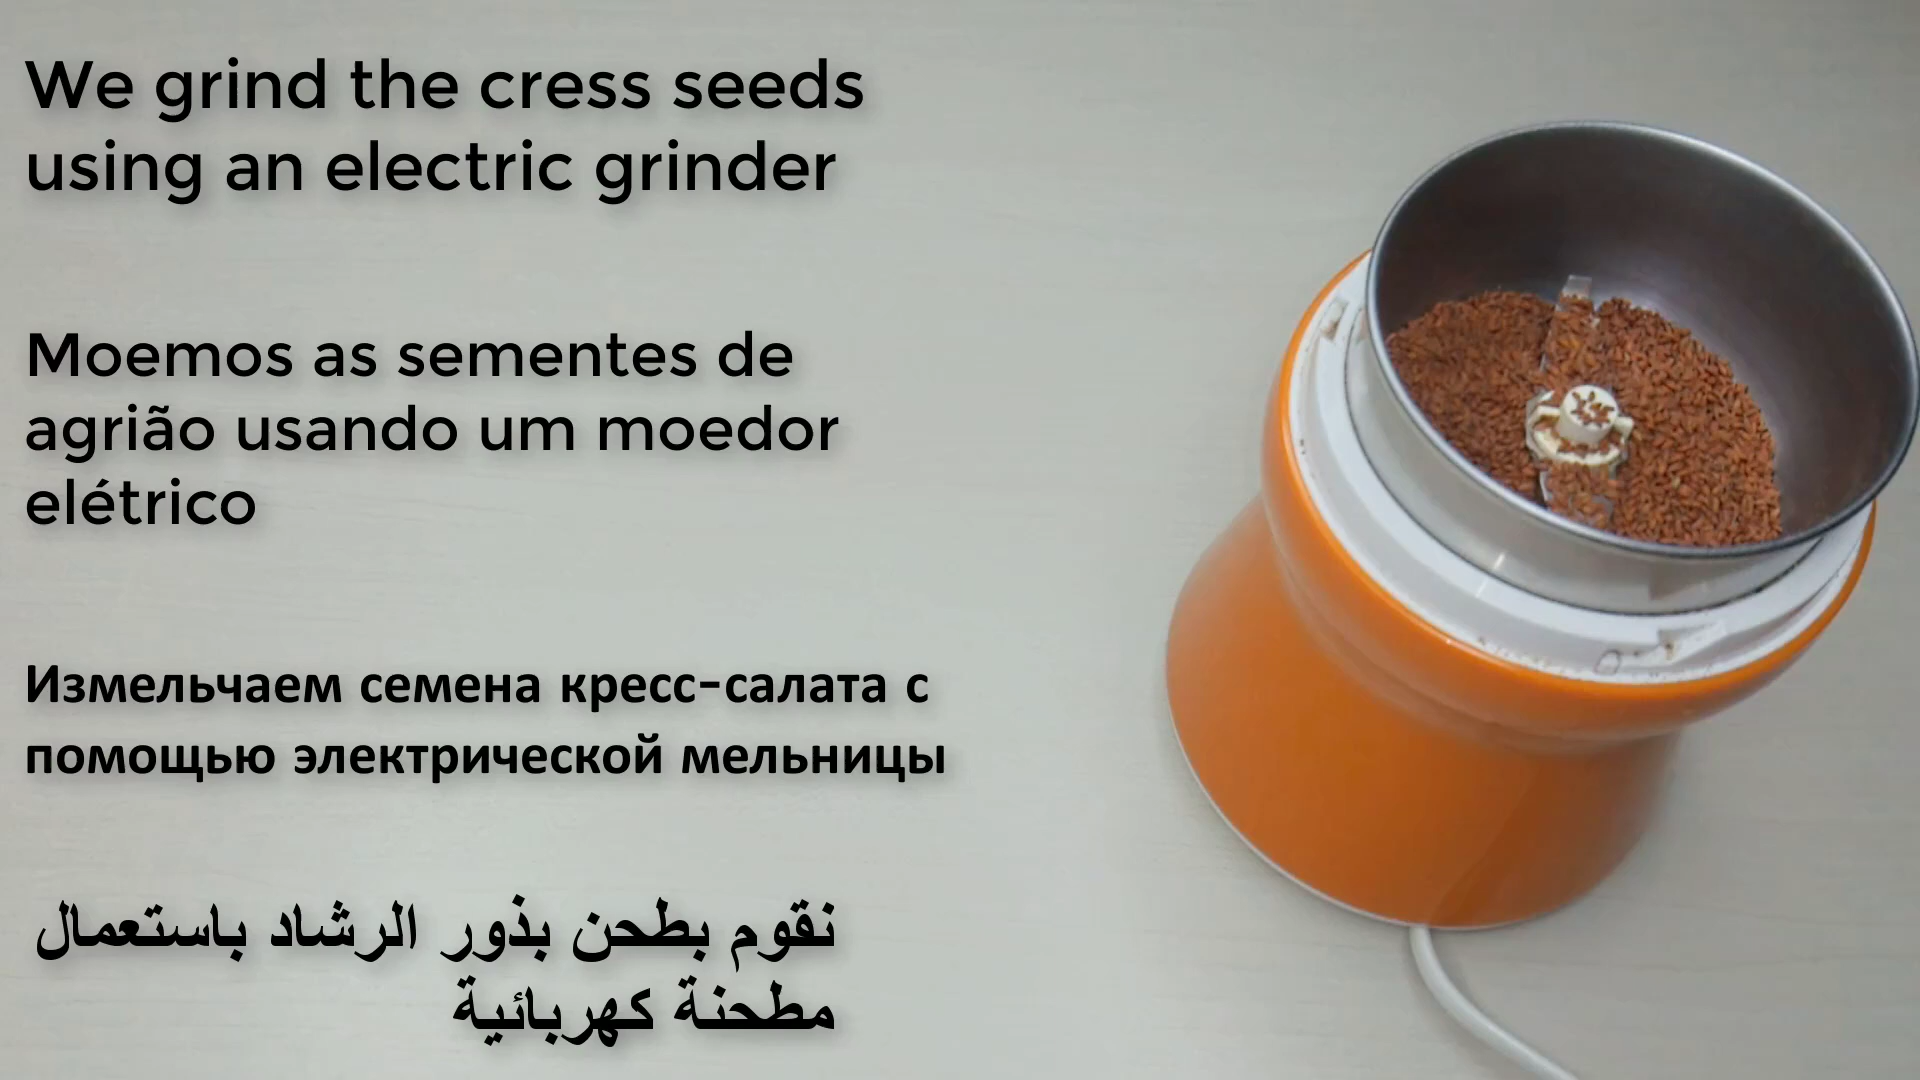 We grind the cress seeds
using an electric grinder
Moemos as sementes de
agrião usando um moedor
elétrico
Измельчаем семена кресс-салата с
помощью электрической мельницы
نقوم بطحن بذور الرشاد باستعمال
مطحنة كهربائية